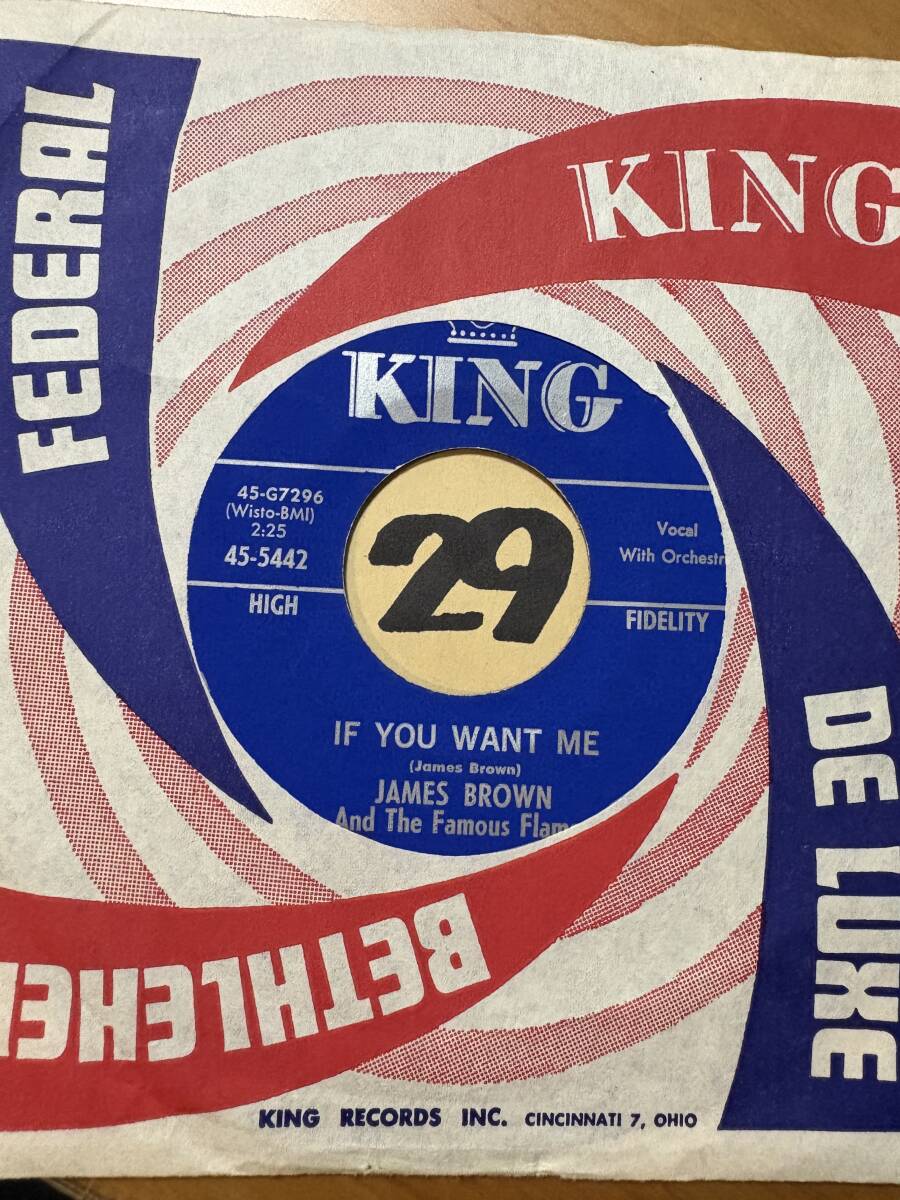 FEDERAL
KING
KING
45-G7296
(Wisto-BMI)
2:25
45-5442
Vocal
With Orchestr
HIGH
FIDELITY
29
IF YOU WANT ME
(James Brown)
JAMES BROWN
And The Famous Flam
DE LUXE
BETHLEHE
KING RECORDS INC. CINCINNATI 7, OHIO